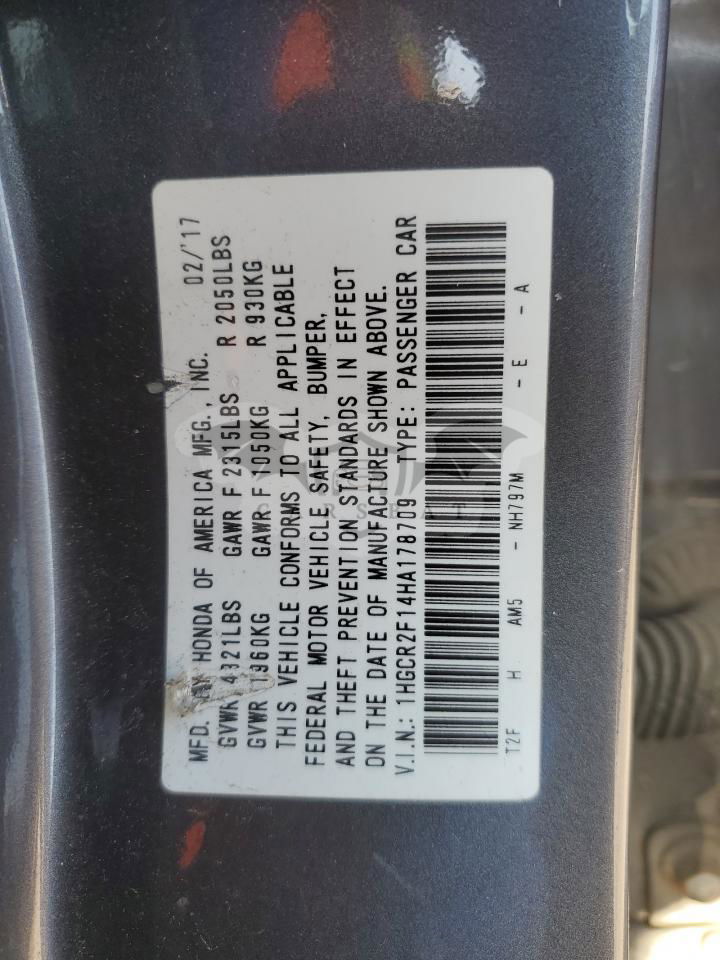 MFD. BY HONDA OF AMERICA MFG., INC. 02/'17
GVWR 4321LBS GAWR F 2315LBS R 2050LBS
GVWR 1960KG GAWR F 1050KG R 930KG
THIS VEHICLE CONFORMS TO ALL APPLICABLE
FEDERAL MOTOR VEHICLE SAFETY, BUMPER,
AND THEFT PREVENTION STANDARDS IN EFFECT
ON THE DATE OF MANUFACTURE SHOWN ABOVE.
V.I.N.: 1HGCR2F14HA178709 TYPE: PASSENGER CAR
T2F H AM5 - NH797M - E - A
CARSBAT